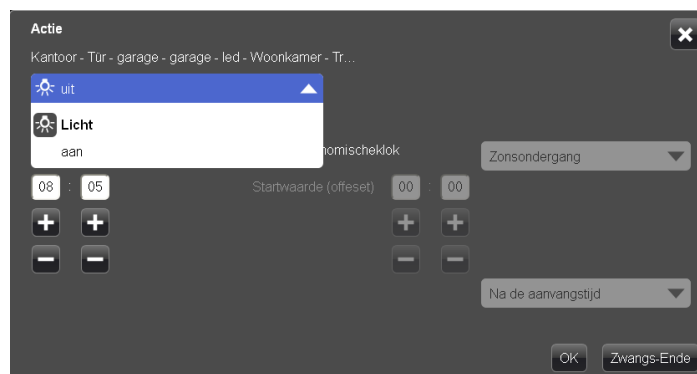 Actie
Kantoor - Tür - garage - garage - led - Woonkamer - Tr...
uit
Licht
aan
nomischeklok
Zonsondergang
08 : 05
Startwaarde (offeset) 00 : 00
Na de aanvangstijd
OK Zwangs-Ende